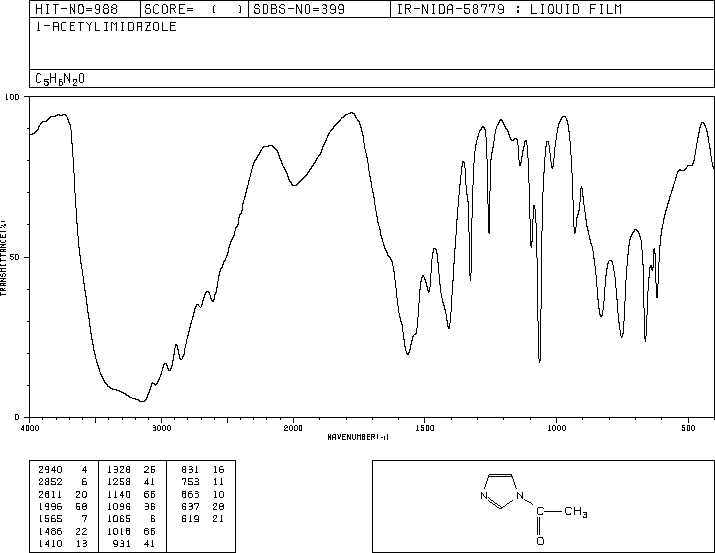 HIT-NO=988 SCORE= ( ) SDBS-NO=399 IR-NIDA-58779 : LIQUID FILM
1-ACETYLIMIDAZOLE
C5H6N2O
100
50
0
TRANSMITTANCE(%)
4000 3000 2000 1500 1000 500
WAVENUMBER(-1)
2940 4 1328 26 831 16
2852 6 1258 41 753 11
2611 20 1140 66 663 10
1996 68 1096 36 637 28
1565 7 1065 6 619 21
1486 22 1018 66
1410 13 931 41
N N C CH3
O